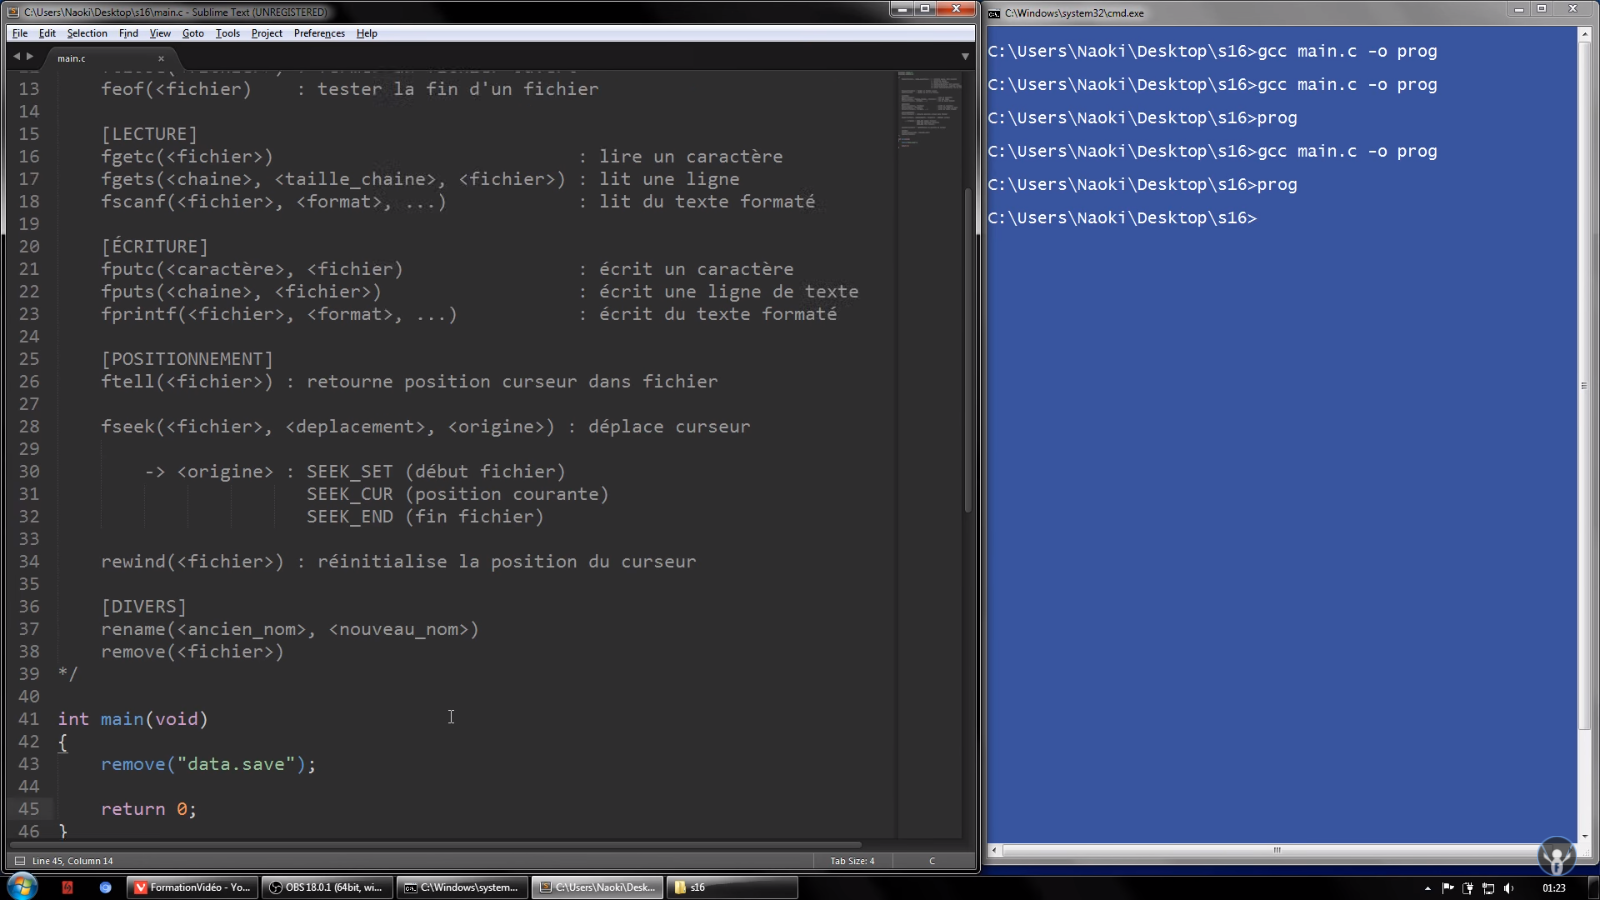 C:\Users\Naoki\Desktop\s16\main.c - Sublime Text (UNREGISTERED)
File Edit Selection Find View Goto Tools Project Preferences Help
main.c
13 feof(<fichier) : tester la fin d'un fichier
14
15 [LECTURE]
16 fgetc(<fichier>) : lire un caractère
17 fgets(<chaine>, <taille_chaine>, <fichier>) : lit une ligne
18 fscanf(<fichier>, <format>, ...) : lit du texte formaté
19
20 [ÉCRITURE]
21 fputc(<caractère>, <fichier) : écrit un caractère
22 fputs(<chaine>, <fichier>) : écrit une ligne de texte
23 fprintf(<fichier>, <format>, ...) : écrit du texte formaté
24
25 [POSITIONNEMENT]
26 ftell(<fichier>) : retourne position curseur dans fichier
27
28 fseek(<fichier>, <deplacement>, <origine>) : déplace curseur
29
30 -> <origine> : SEEK_SET (début fichier)
31 SEEK_CUR (position courante)
32 SEEK_END (fin fichier)
33
34 rewind(<fichier>) : réinitialise la position du curseur
35
36 [DIVERS]
37 rename(<ancien_nom>, <nouveau_nom>)
38 remove(<fichier>)
39 */
40
41 int main(void)
42 {
43 remove("data.save");
44
45 return 0;
46 }
Line 45, Column 14 Tab Size: 4 C
C:\Windows\system32\cmd.exe
C:\Users\Naoki\Desktop\s16>gcc main.c -o prog
C:\Users\Naoki\Desktop\s16>gcc main.c -o prog
C:\Users\Naoki\Desktop\s16>prog
C:\Users\Naoki\Desktop\s16>gcc main.c -o prog
C:\Users\Naoki\Desktop\s16>prog
C:\Users\Naoki\Desktop\s16>
FormationVidéo - Yo... OBS 18.0.1 (64bit, wi... C:\Windows\system... C:\Users\Naoki\Desk... s16 01:23